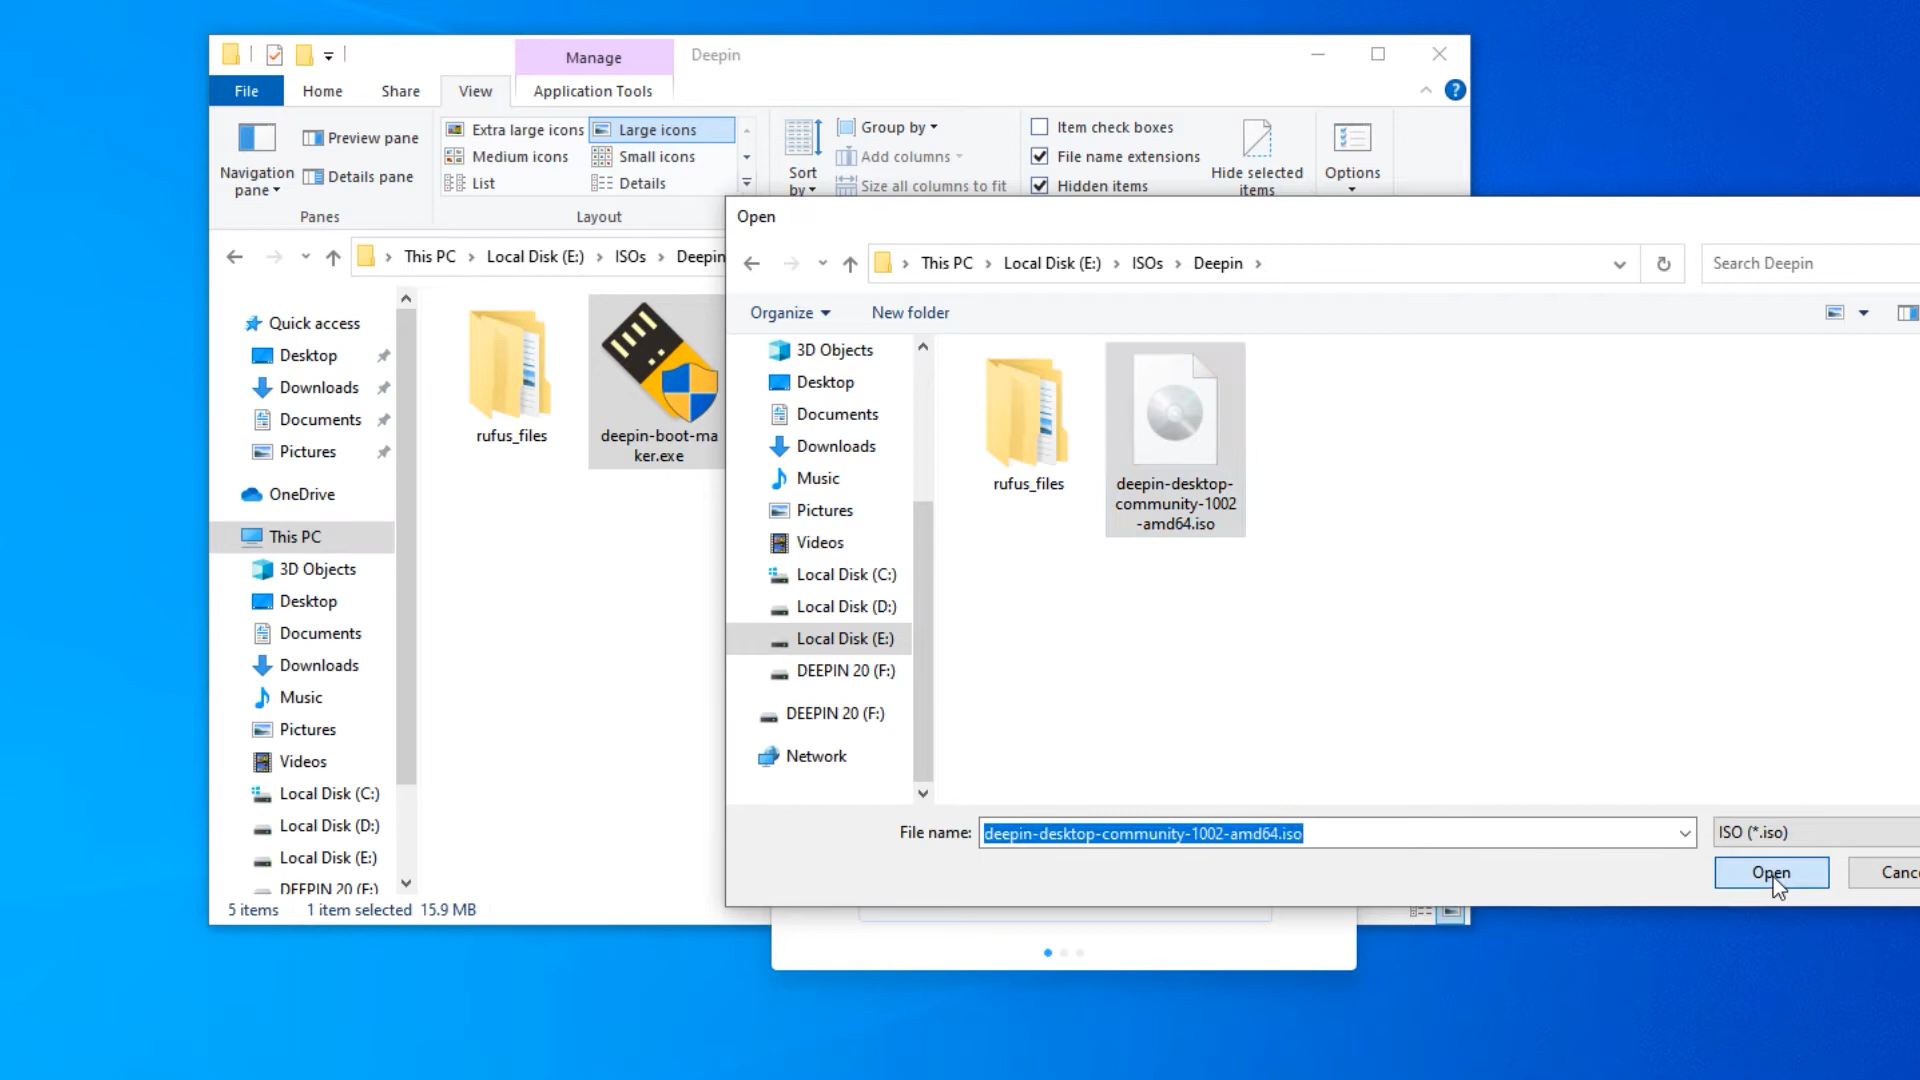 Manage
Deepin
File
Home
Share
View
Application Tools
?
Navigation
pane
Preview pane
Details pane
Panes
Extra large icons
Large icons
Medium icons
Small icons
List
Details
Layout
Sort
by
Group by
Add columns
Size all columns to fit
Item check boxes
File name extensions
Hidden items
Hide selected
items
Options
This PC
Local Disk (E:)
ISOs
Deepin
Quick access
Desktop
Downloads
Documents
Pictures
OneDrive
This PC
3D Objects
Desktop
Documents
Downloads
Music
Pictures
Videos
Local Disk (C:)
Local Disk (D:)
Local Disk (E:)
DEEPIN 20 (F:)
rufus_files
deepin-boot-ma
ker.exe
5 items
1 item selected
15.9 MB
Open
This PC
Local Disk (E:)
ISOs
Deepin
Search Deepin
Organize
New folder
3D Objects
Desktop
Documents
Downloads
Music
Pictures
Videos
Local Disk (C:)
Local Disk (D:)
Local Disk (E:)
DEEPIN 20 (F:)
DEEPIN 20 (F:)
Network
rufus_files
deepin-desktop-
community-1002
-amd64.iso
File name:
deepin-desktop-community-1002-amd64.iso
ISO (*.iso)
Open
Canc